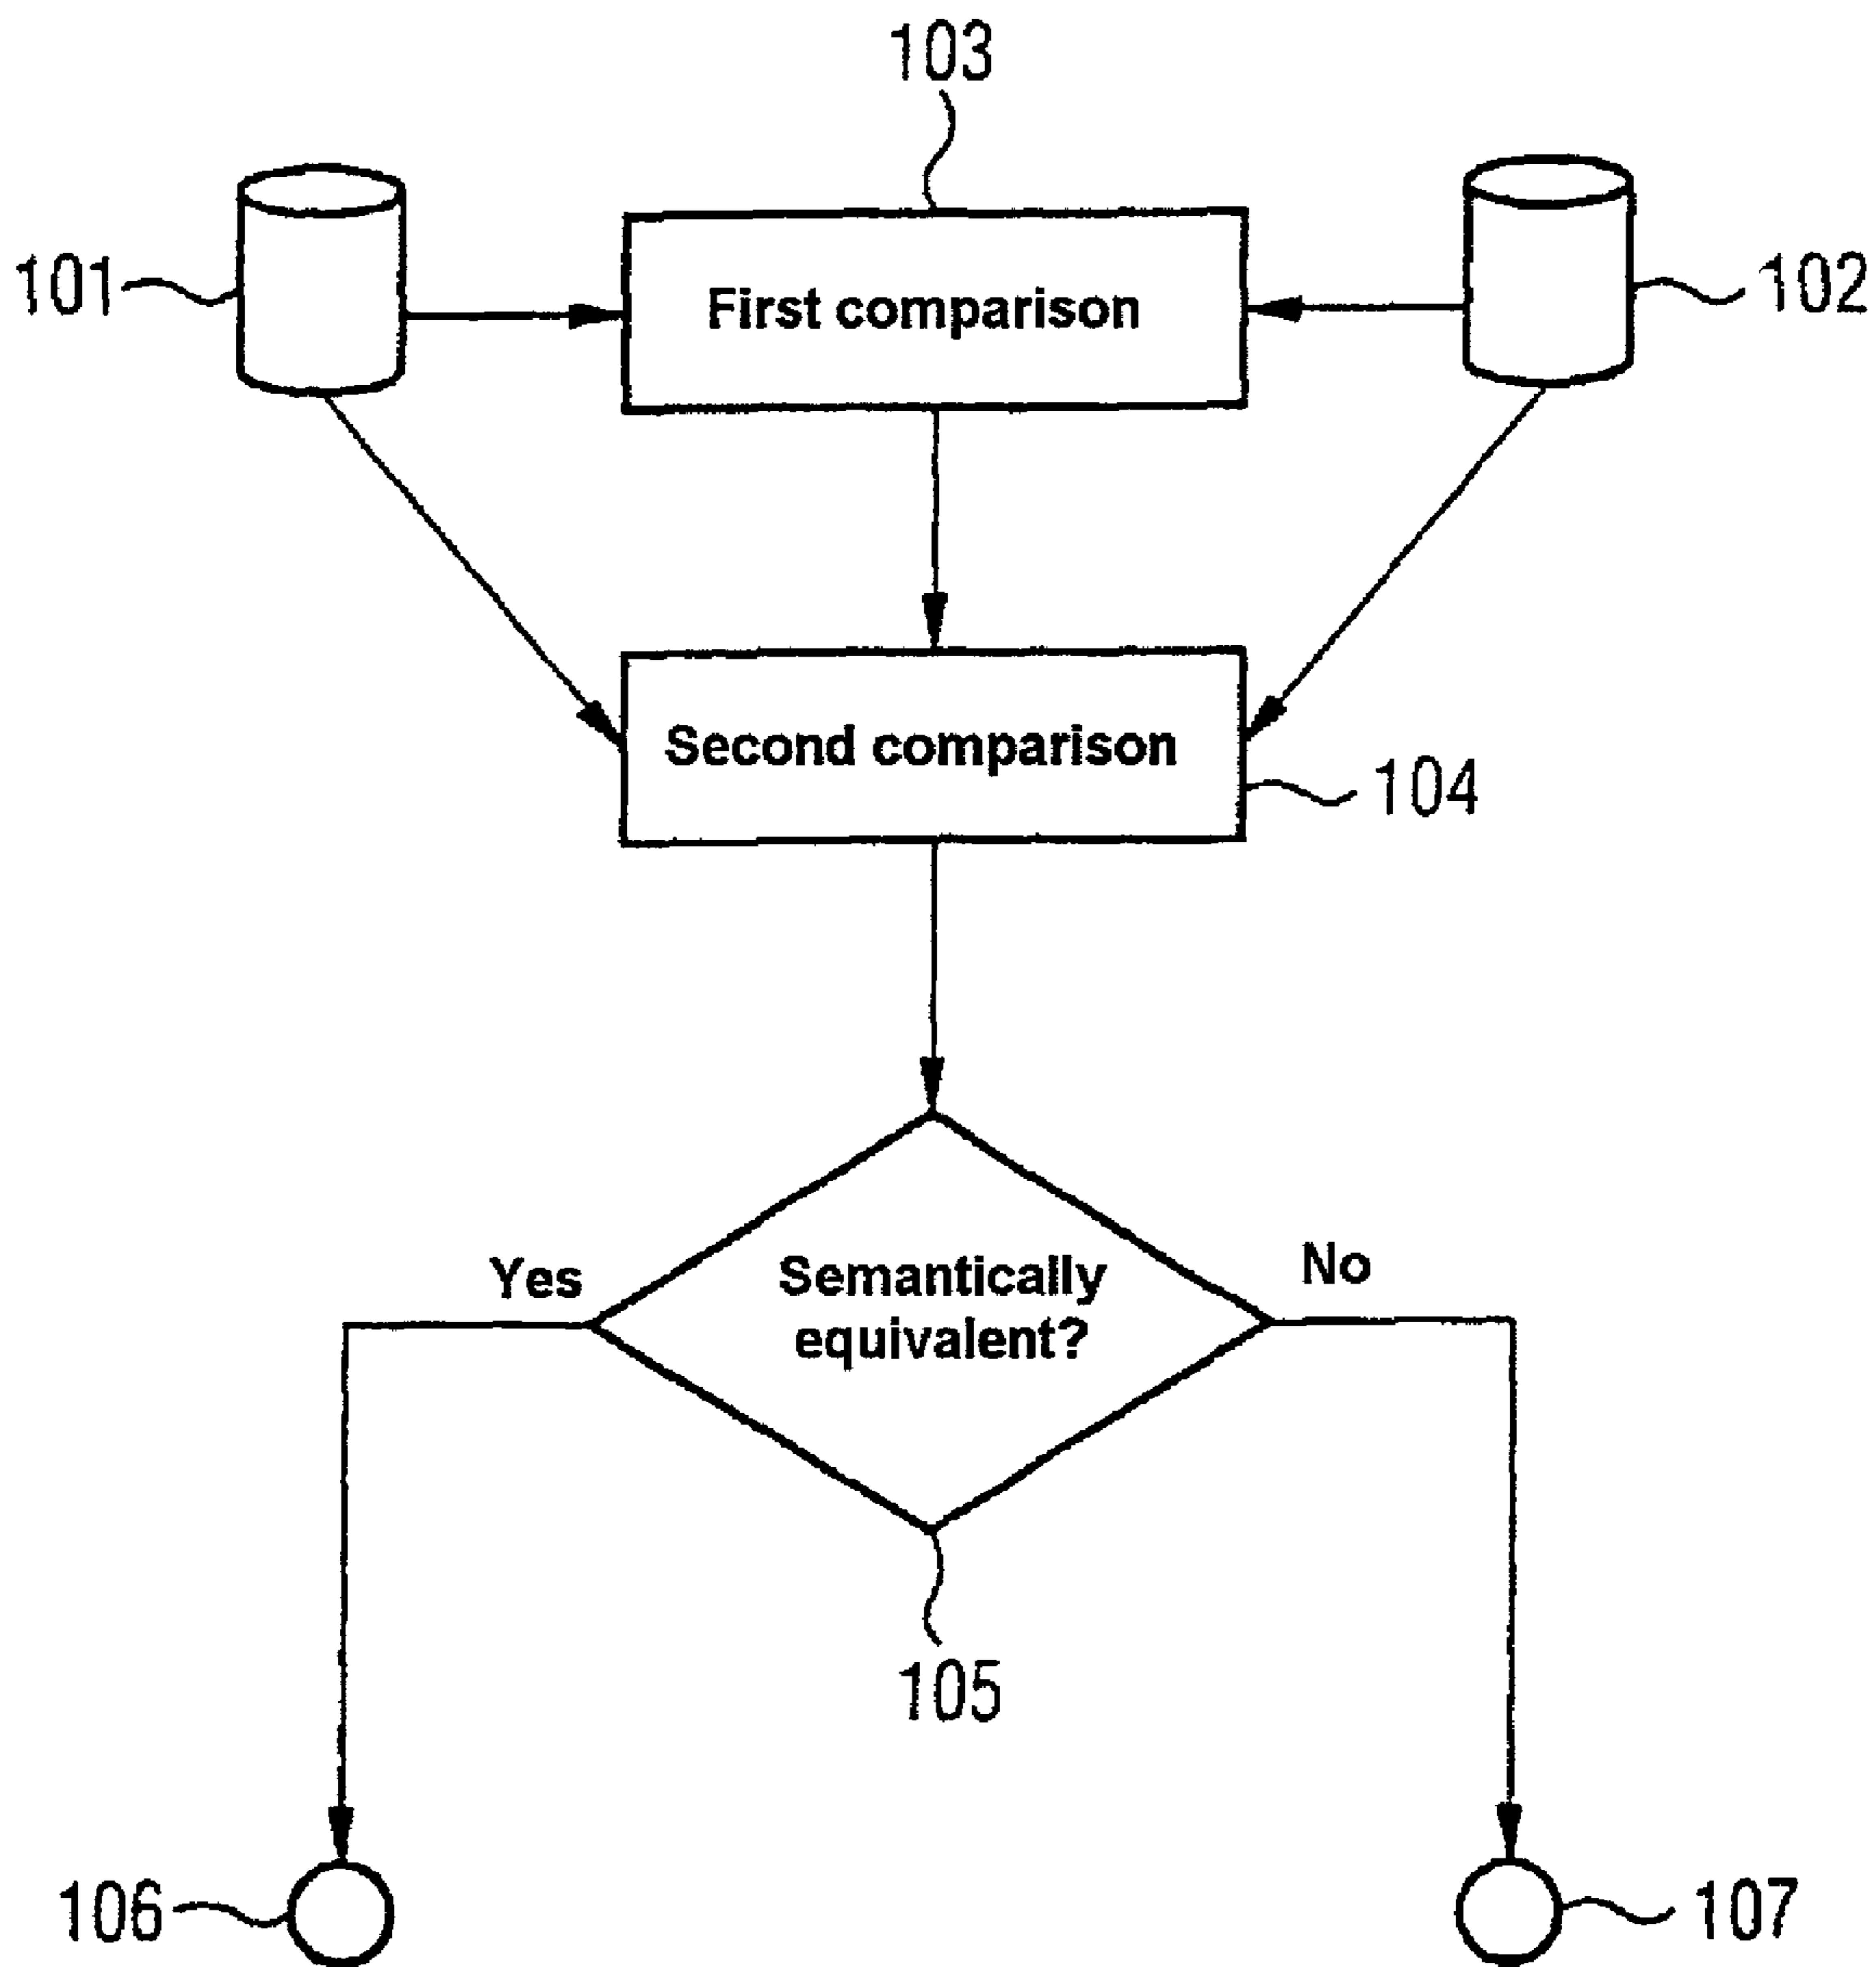 103
101
First comparison
102
Second comparison
104
Yes
Semantically
equivalent?
No
105
106
107